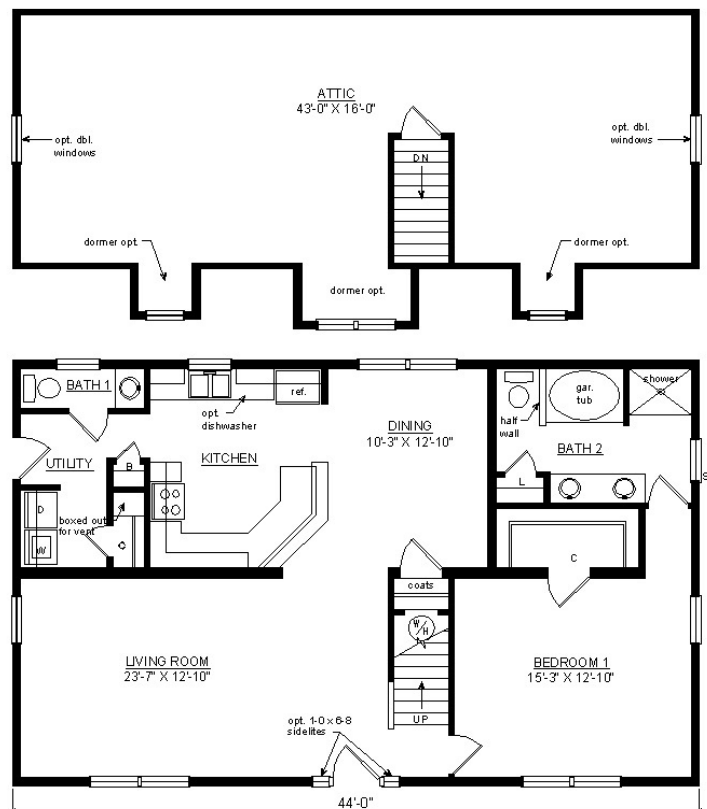 ATTIC
43'-0" X 16'-0"
opt. dbl.
windows
opt. dbl.
windows
DN
dormer opt.
dormer opt.
dormer opt.
BATH 1
ref.
opt.
dishwasher
DINING
10'-3" X 12'-10"
gar.
tub
shower
half
wall
BATH 2
UTILITY
B
KITCHEN
L
D
boxed out
for vent
W
C
C
coats
W/H
LIVING ROOM
23'-7" X 12'-10"
BEDROOM 1
15'-3" X 12'-10"
opt. 1-0 x 6-8
sidelites
UP
44'-0"
S